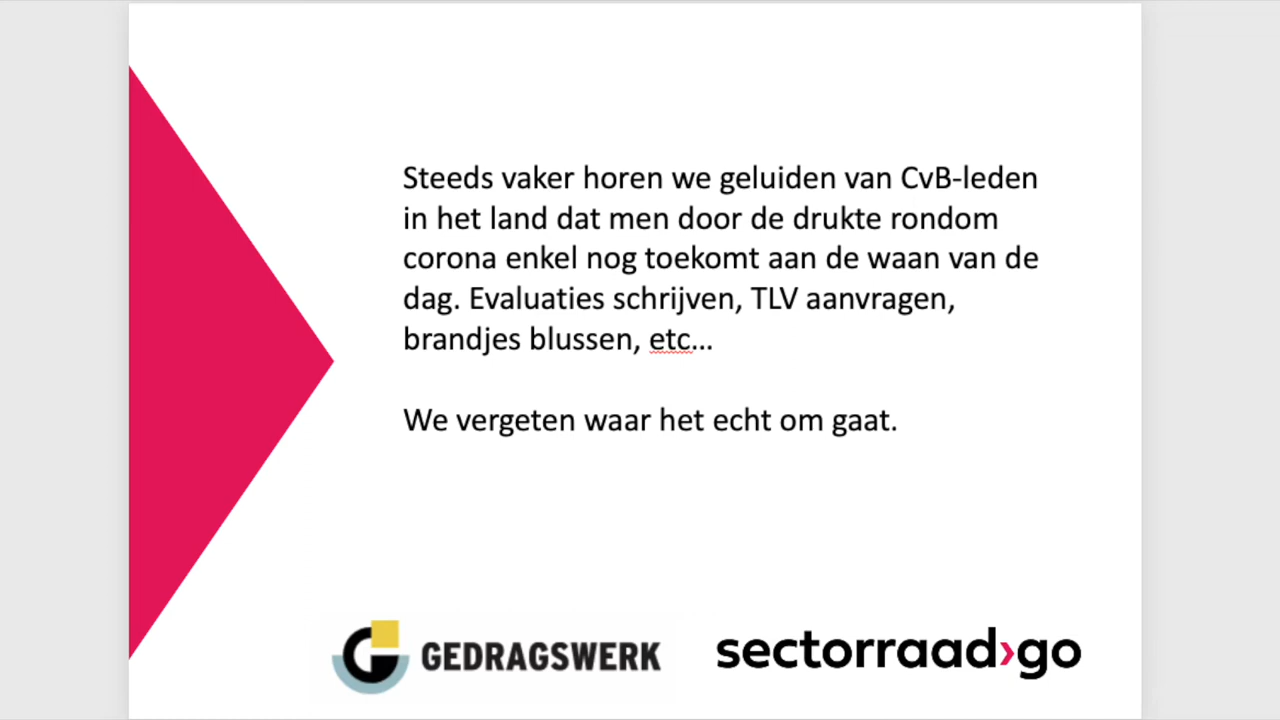 Steeds vaker horen we geluiden van CvB-leden
in het land dat men door de drukte rondom
corona enkel nog toekomt aan de waan van de
dag. Evaluaties schrijven, TLV aanvragen,
brandjes blussen, etc...
We vergeten waar het echt om gaat.
GEDRAGSWERK
sectorraad›go